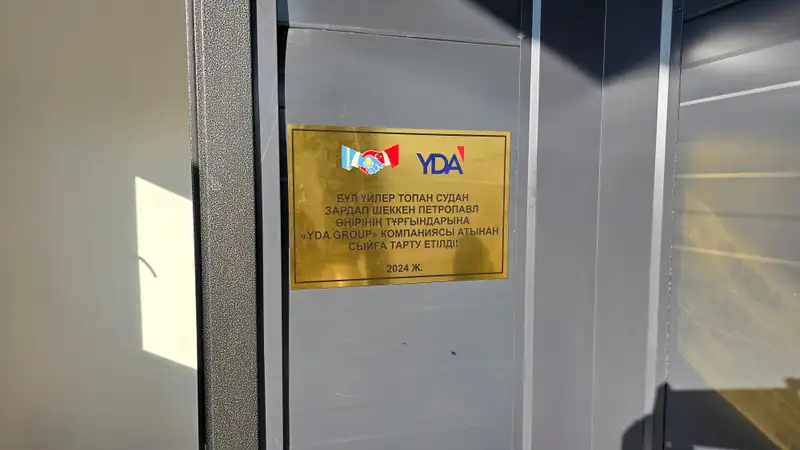 YDA
БҰЛ ҮЙЛЕР ТОПАН СУДАН
ЗАРДАП ШЕККЕН ПЕТРОПАВЛ
ӨҢІРІНІҢ ТҰРҒЫНДАРЫНА
«YDA GROUP» КОМПАНИЯСЫ АТЫНАН
СЫЙҒА ТАРТУ ЕТІЛДІ!
2024 Ж.